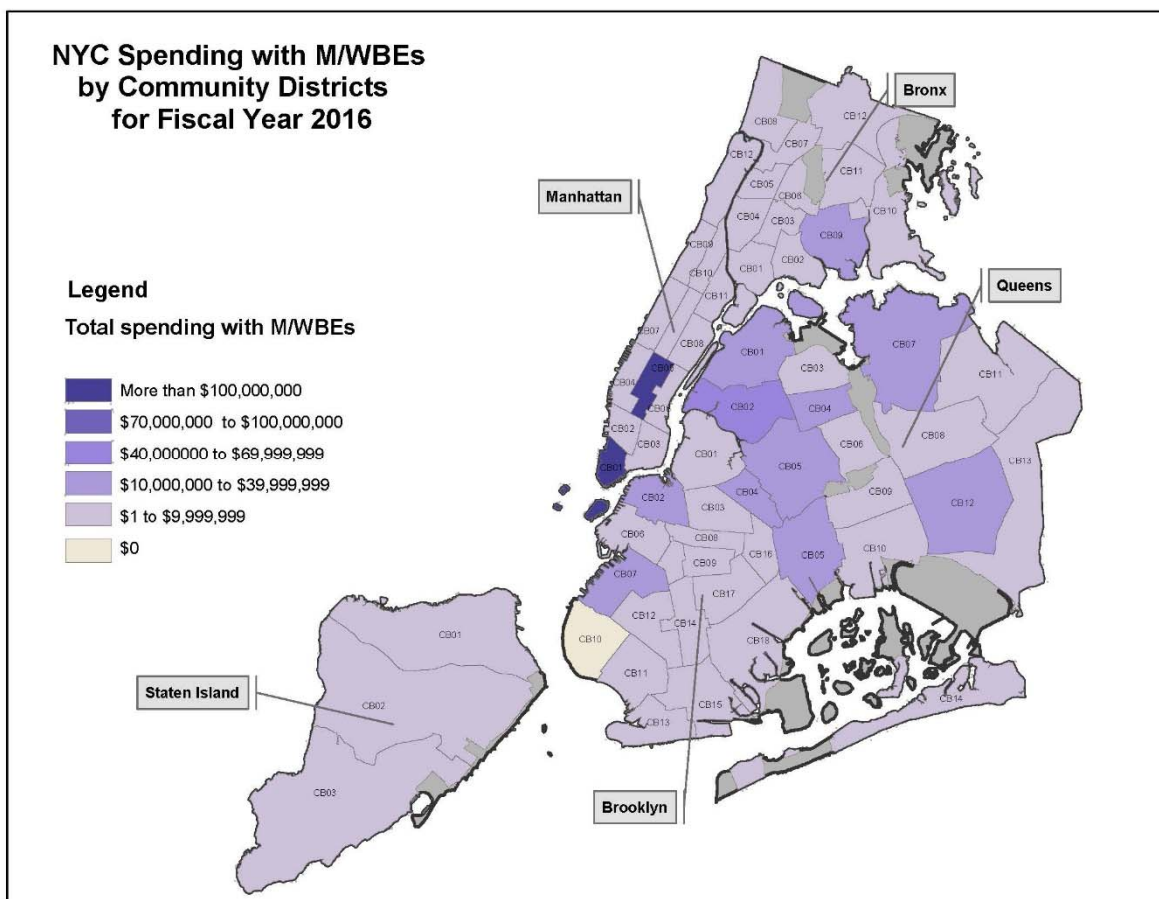 NYC Spending with M/WBEs
by Community Districts
for Fiscal Year 2016
Legend
Total spending with M/WBEs
More than $100,000,000
$70,000,000 to $100,000,000
$40,000000 to $69,999,999
$10,000,000 to $39,999,999
$1 to $9,999,999
$0
Bronx
CB08
CB12
CB07
CB11
CB05
CB06
CB10
CB04
CB03
CB09
CB01
CB02
Manhattan
CB12
CB09
CB10
CB11
CB07
CB08
CB05
CB04
CB06
CB02
CB03
CB01
Queens
CB01
CB07
CB03
CB11
CB02
CB04
CB08
CB06
CB05
CB13
CB09
CB12
CB10
CB14
Brooklyn
CB01
CB02
CB04
CB03
CB06
CB08
CB16
CB05
CB09
CB07
CB17
CB12
CB14
CB10
CB18
CB11
CB15
CB13
Staten Island
CB01
CB02
CB03